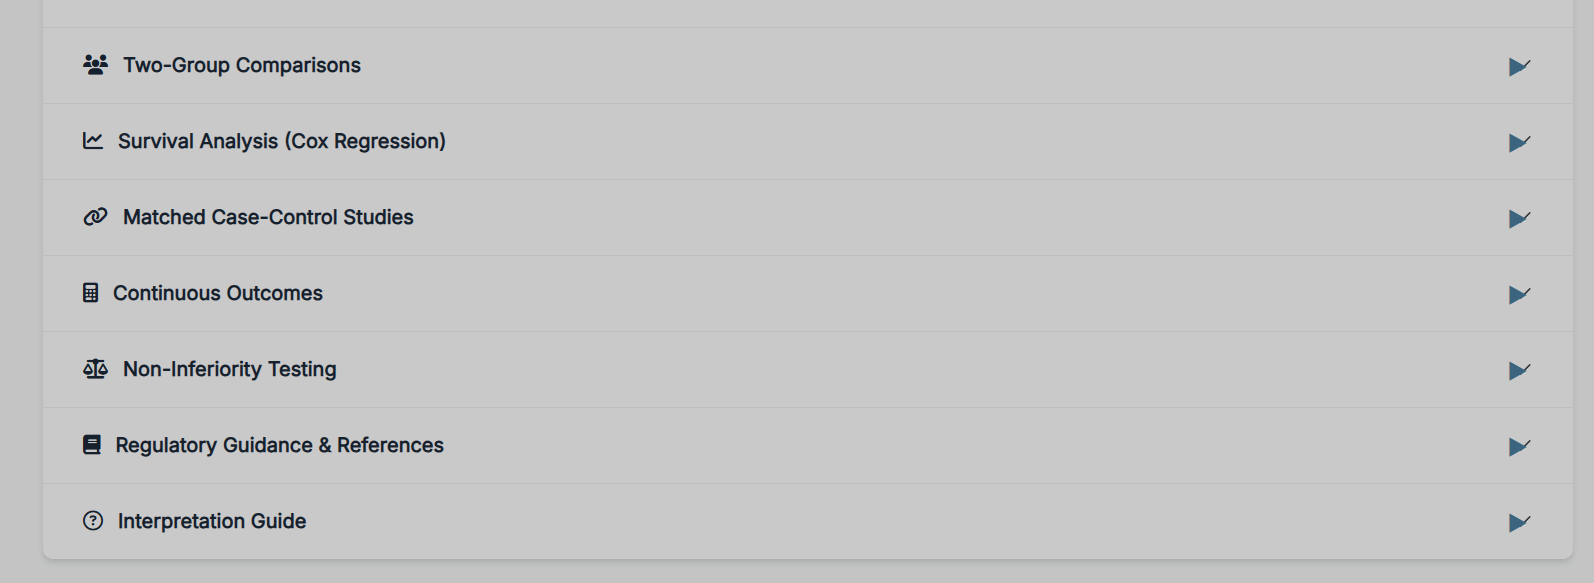 Two-Group Comparisons
Survival Analysis (Cox Regression)
Matched Case-Control Studies
Continuous Outcomes
Non-Inferiority Testing
Regulatory Guidance & References
Interpretation Guide